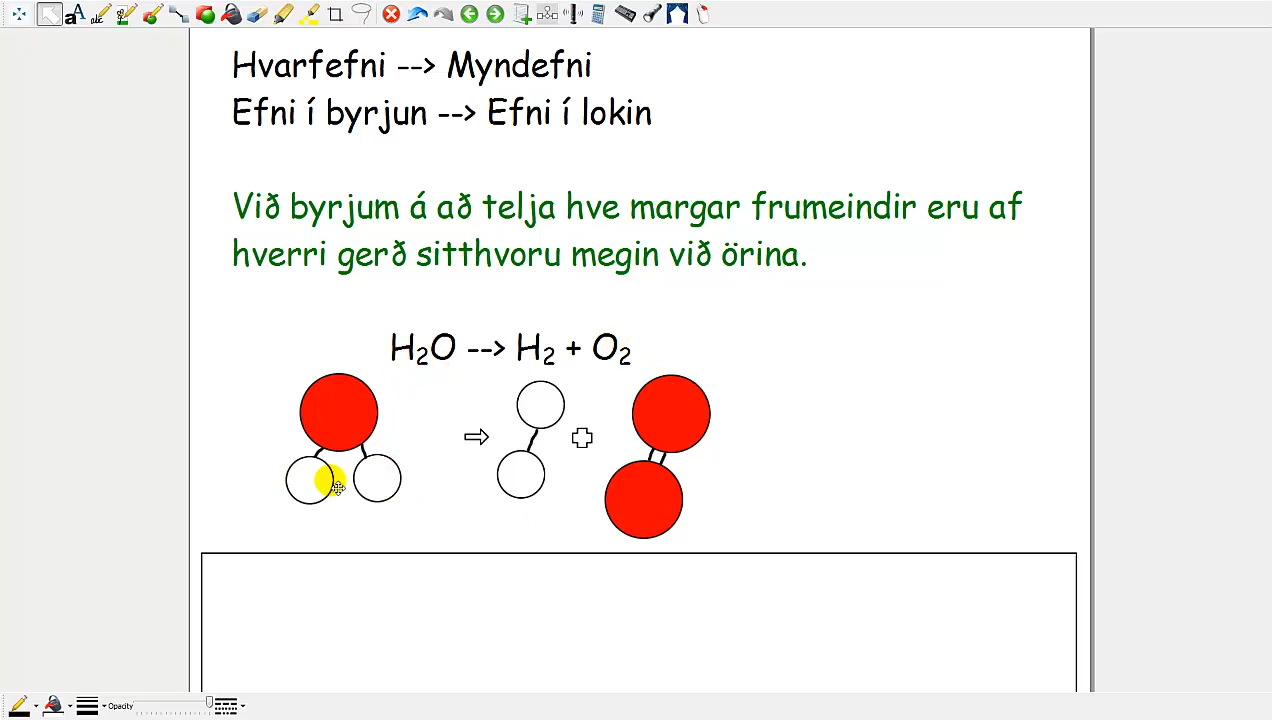 Hvarfefni --> Myndefni
Efni í byrjun --> Efni í lokin
Við byrjum á að telja hve margar frumeindir eru af
hverri gerð sitthvoru megin við örina.
H₂O --> H₂ + O₂
Opacity